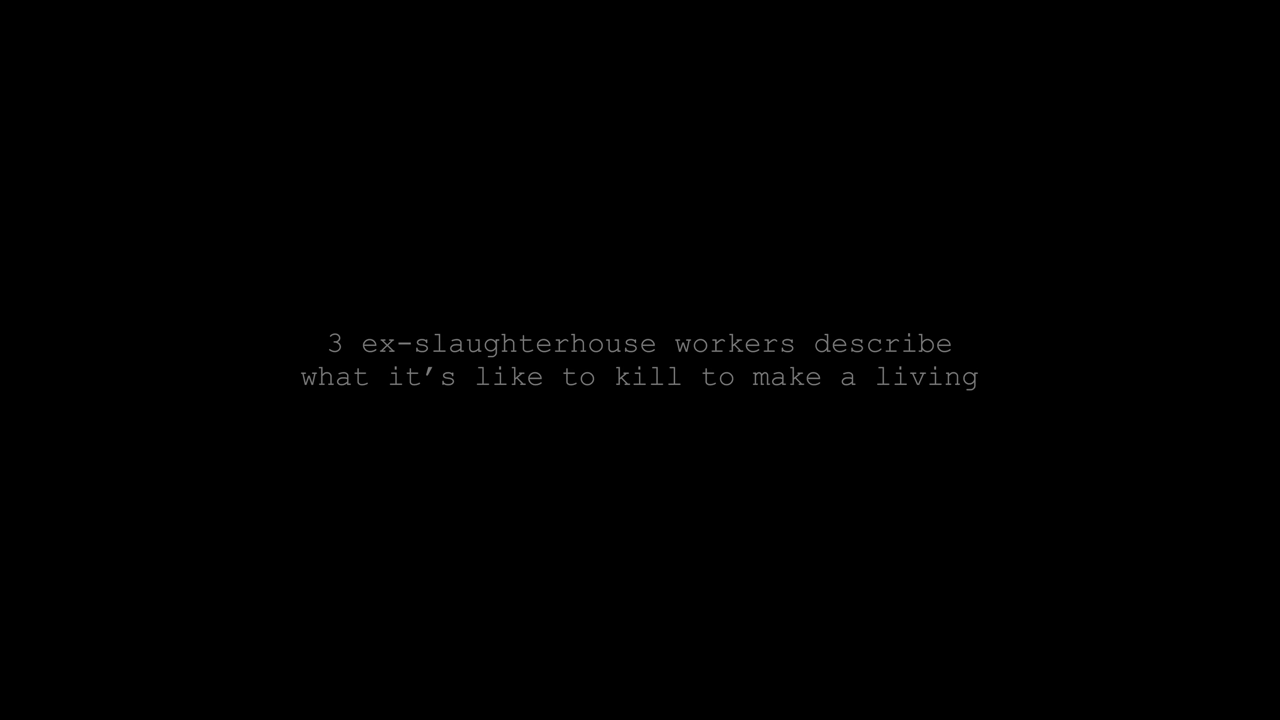 3 ex-slaughterhouse workers describe
what it’s like to kill to make a living